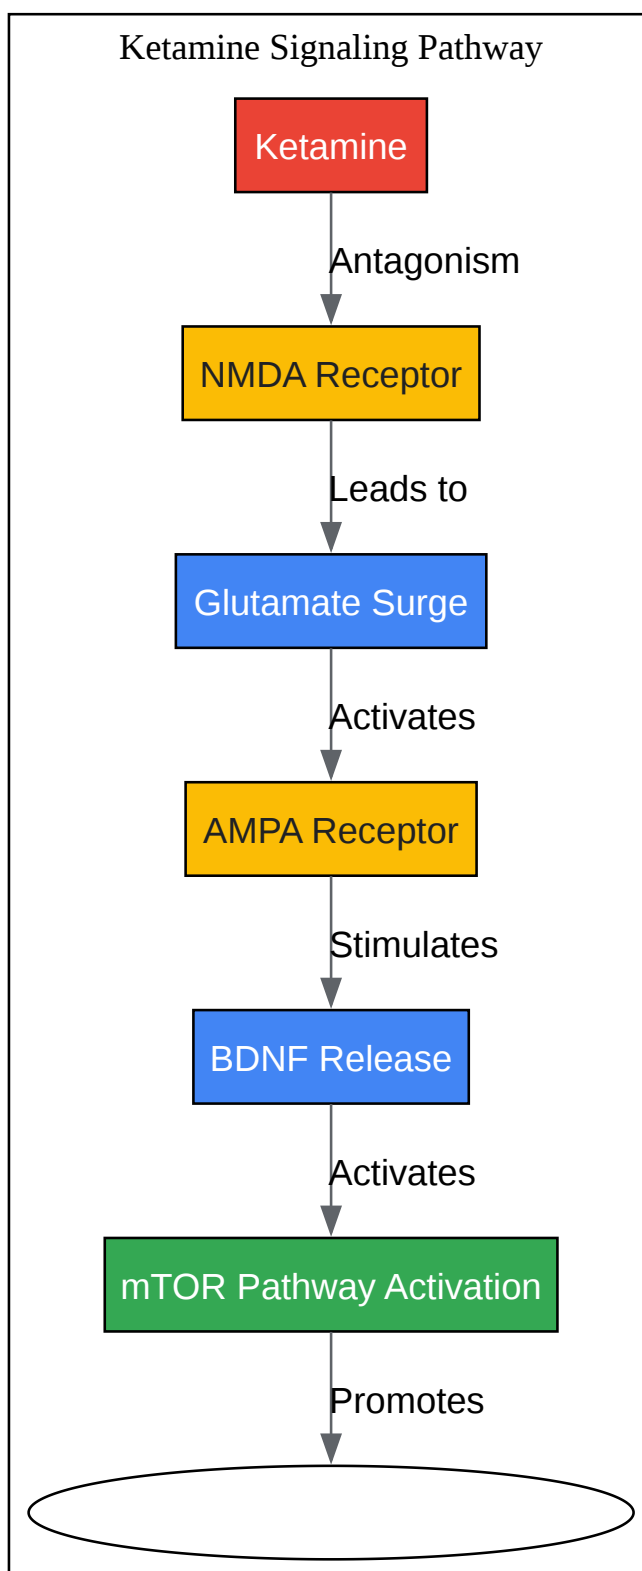 Ketamine Signaling Pathway
Ketamine
Antagonism
NMDA Receptor
Leads to
Glutamate Surge
Activates
AMPA Receptor
Stimulates
BDNF Release
Activates
mTOR Pathway Activation
Promotes